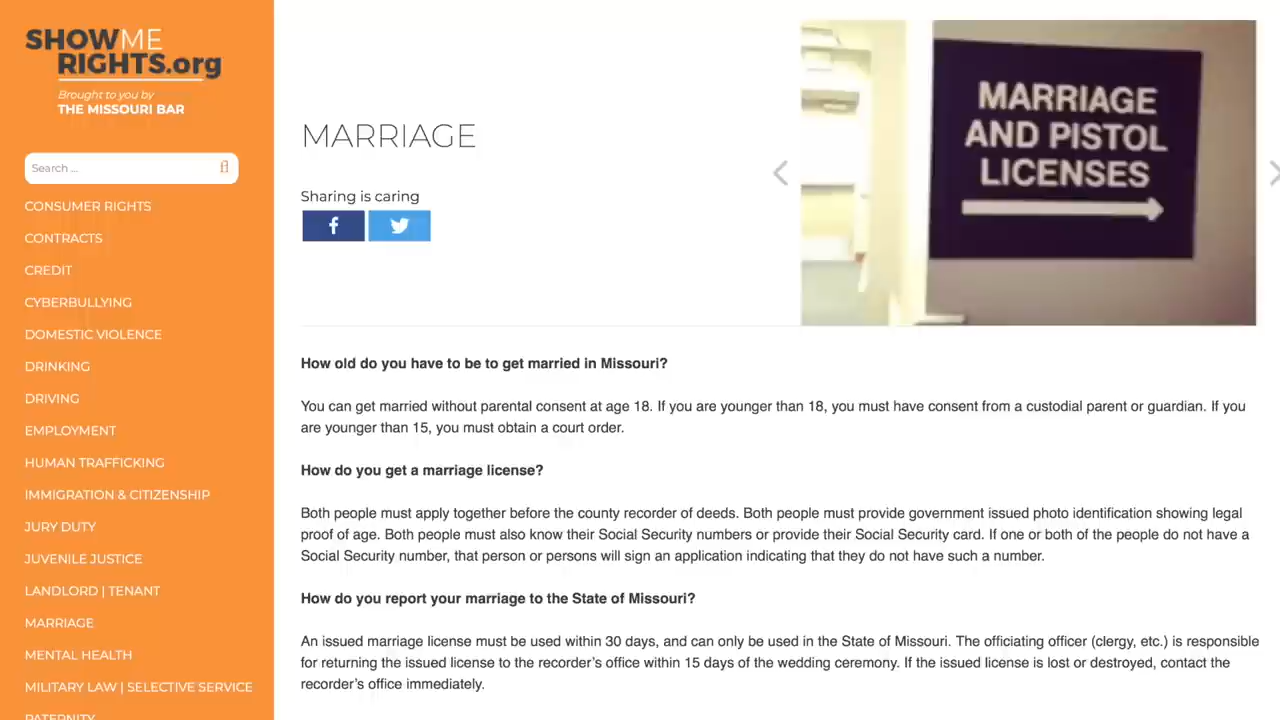 SHOWME
RIGHTS.org
Brought to you by
THE MISSOURI BAR
Search ...
CONSUMER RIGHTS
CONTRACTS
CREDIT
CYBERBULLYING
DOMESTIC VIOLENCE
DRINKING
DRIVING
EMPLOYMENT
HUMAN TRAFFICKING
IMMIGRATION & CITIZENSHIP
JURY DUTY
JUVENILE JUSTICE
LANDLORD | TENANT
MARRIAGE
MENTAL HEALTH
MILITARY LAW | SELECTIVE SERVICE
PATERNITY
MARRIAGE
Sharing is caring
MARRIAGE
AND PISTOL
LICENSES
How old do you have to be to get married in Missouri?
You can get married without parental consent at age 18. If you are younger than 18, you must have consent from a custodial parent or guardian. If you
are younger than 15, you must obtain a court order.
How do you get a marriage license?
Both people must apply together before the county recorder of deeds. Both people must provide government issued photo identification showing legal
proof of age. Both people must also know their Social Security numbers or provide their Social Security card. If one or both of the people do not have a
Social Security number, that person or persons will sign an application indicating that they do not have such a number.
How do you report your marriage to the State of Missouri?
An issued marriage license must be used within 30 days, and can only be used in the State of Missouri. The officiating officer (clergy, etc.) is responsible
for returning the issued license to the recorder's office within 15 days of the wedding ceremony. If the issued license is lost or destroyed, contact the
recorder's office immediately.